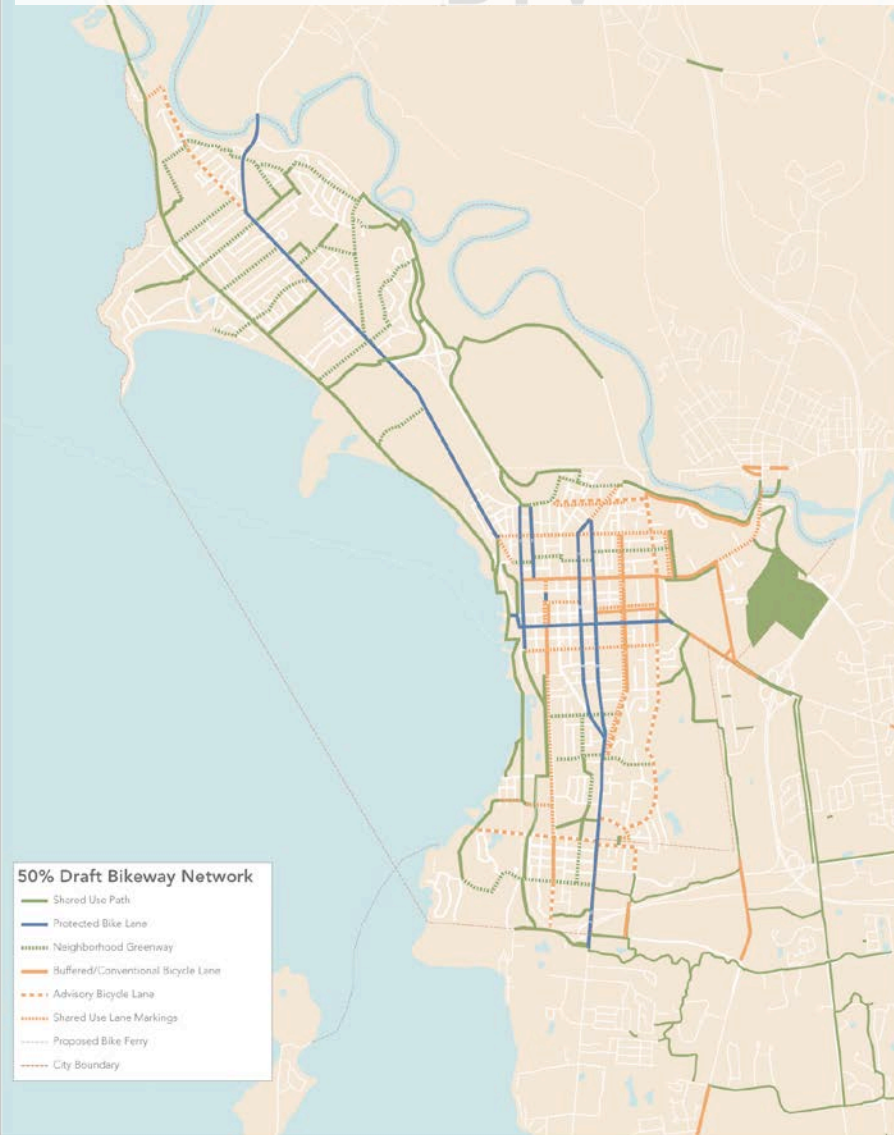 50% Draft Bikeway Network
Shared Use Path
Protected Bike Lane
Neighborhood Greenway
Buffered/Conventional Bicycle Lane
Advisory Bicycle Lane
Shared Use Lane Markings
Proposed Bike Ferry
City Boundary